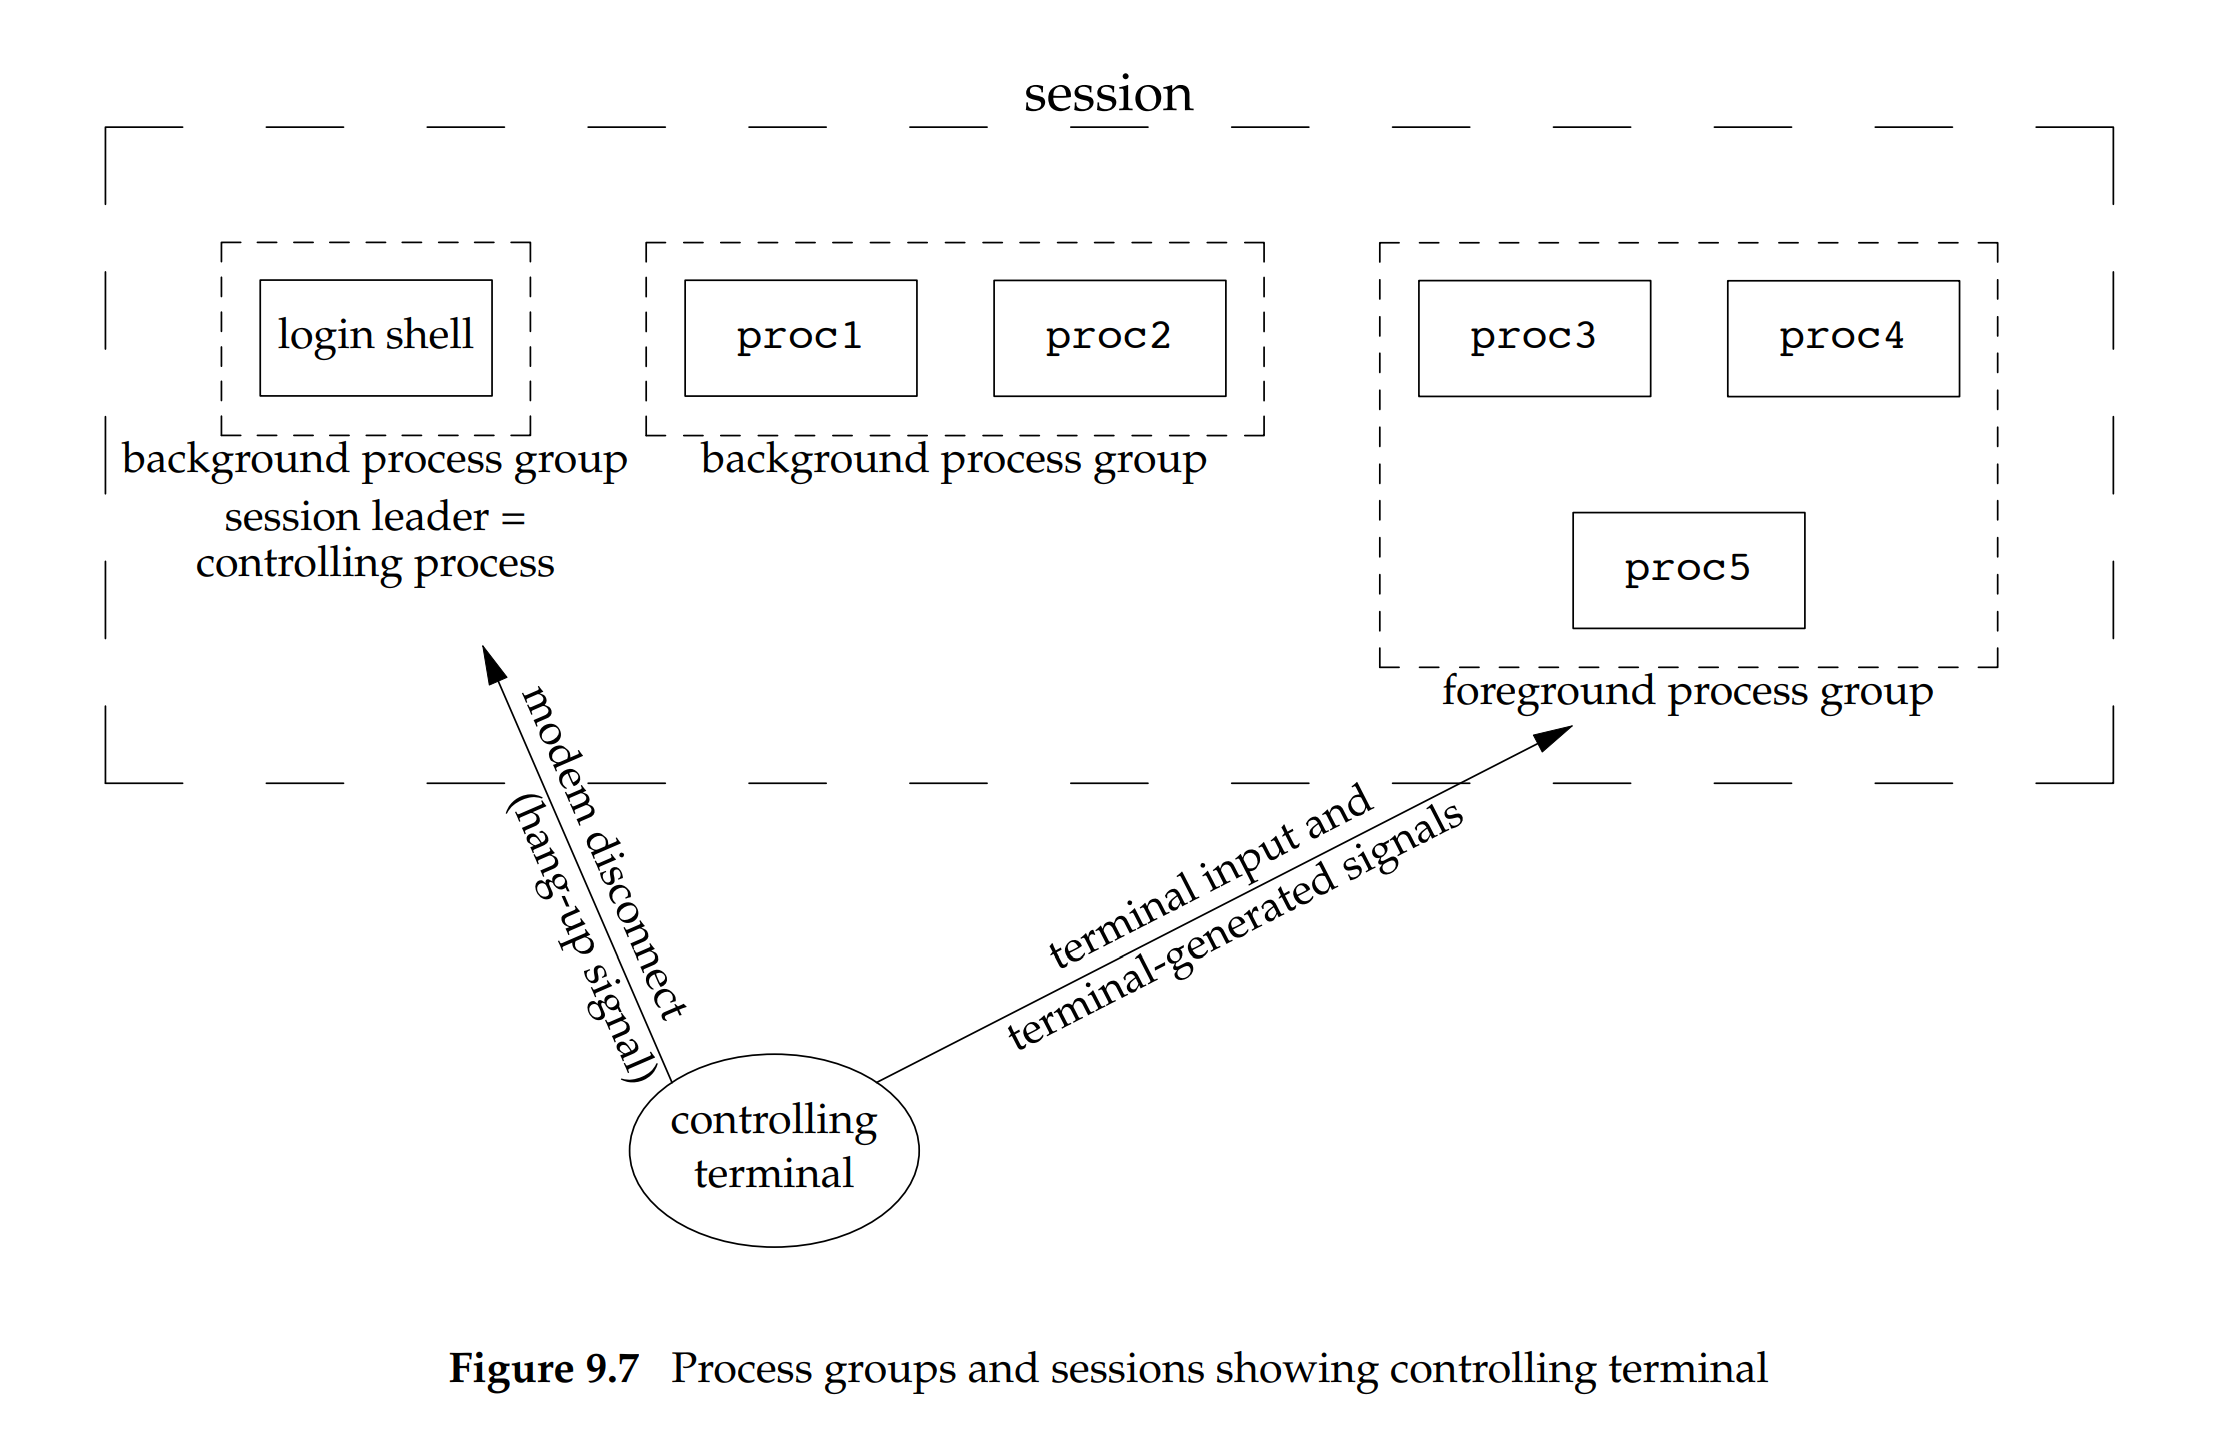 session
login shell
proc1
proc2
proc3
proc4
background process group
session leader =
controlling process
background process group
proc5
foreground process group
modem disconnect
(hang-up signal)
terminal input and
terminal-generated signals
controlling
terminal
Figure 9.7 Process groups and sessions showing controlling terminal